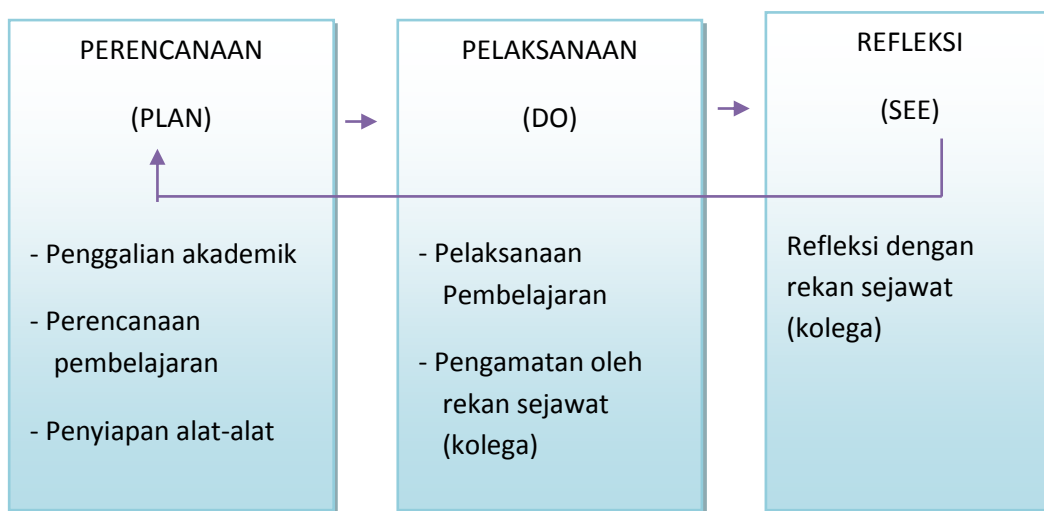 PERENCANAAN
(PLAN)
- Penggalian akademik
- Perencanaan
pembelajaran
- Penyiapan alat-alat
PELAKSANAAN
(DO)
- Pelaksanaan
Pembelajaran
- Pengamatan oleh
rekan sejawat
(kolega)
REFLEKSI
(SEE)
Refleksi dengan
rekan sejawat
(kolega)